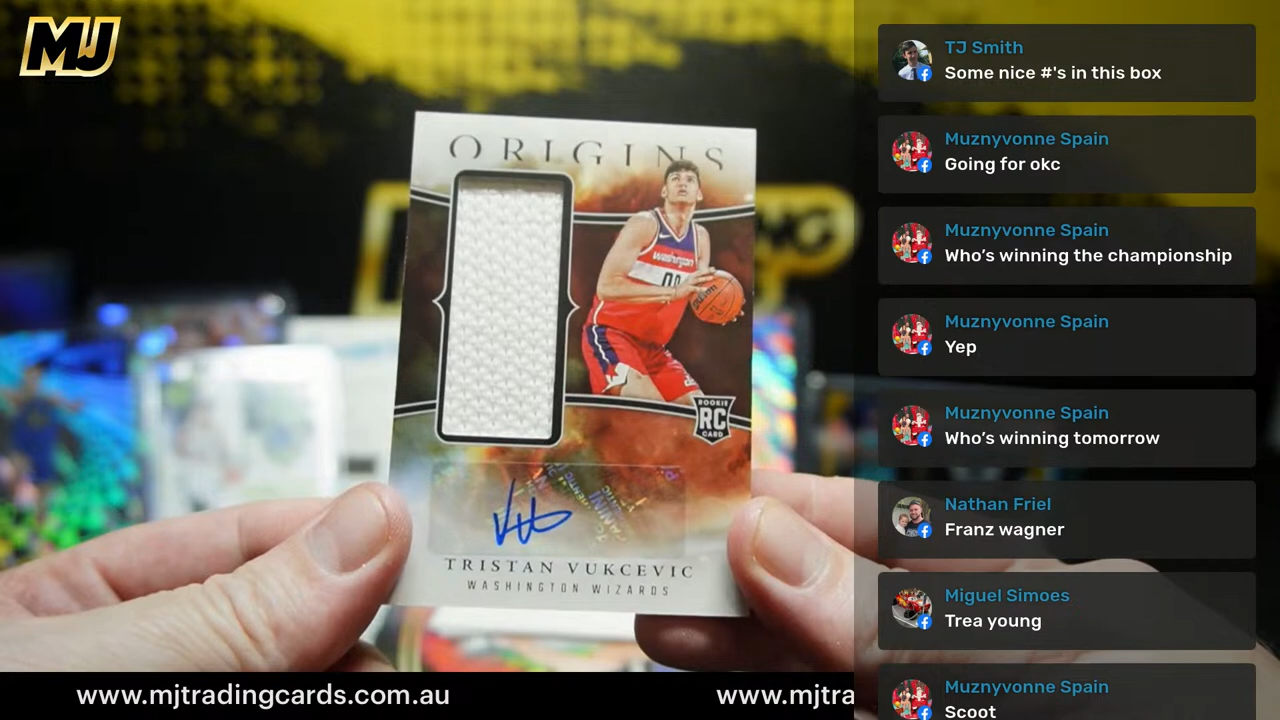 MJ
ORIGINS
Washington
00
ROOKIE
RC
CARD
TRISTAN VUKCEVIC
WASHINGTON WIZARDS
www.mjtradingcards.com.au
www.mjtra
TJ Smith
Some nice #'s in this box
Muznyvonne Spain
Going for okc
Muznyvonne Spain
Who’s winning the championship
Muznyvonne Spain
Yep
Muznyvonne Spain
Who’s winning tomorrow
Nathan Friel
Franz wagner
Miguel Simoes
Trea young
Muznyvonne Spain
Scoot